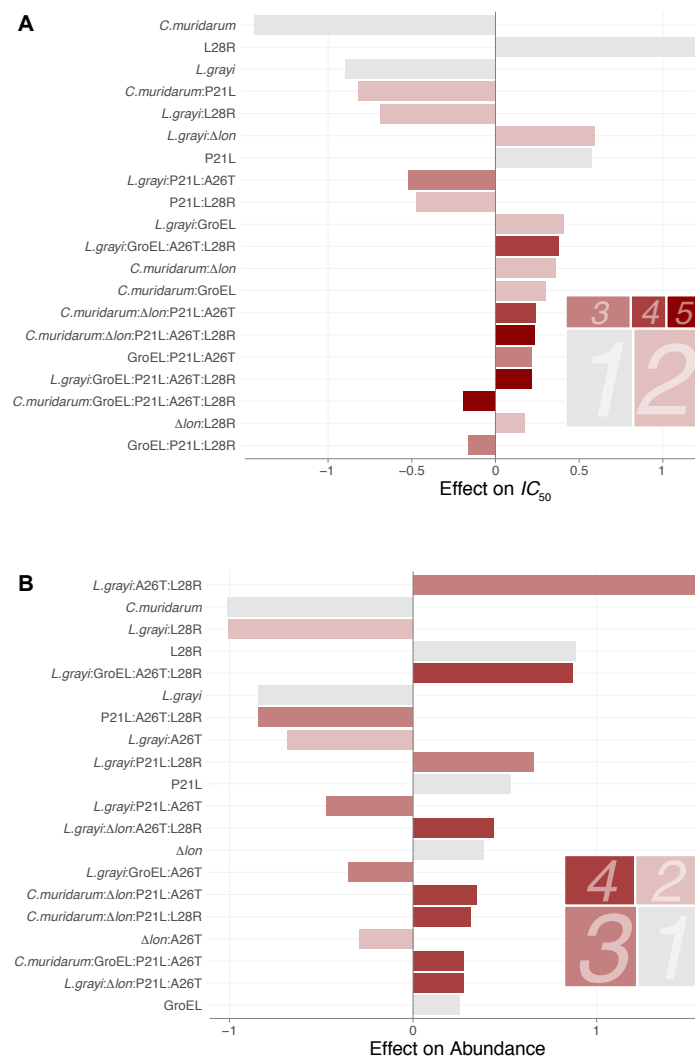 A
C.muridarum
L28R
L.grayi
C.muridarum:P21L
L.grayi:L28R
L.grayi:Δlon
P21L
L.grayi:P21L:A26T
P21L:L28R
L.grayi:GroEL
L.grayi:GroEL:A26T:L28R
C.muridarum:Δlon
C.muridarum:GroEL
C.muridarum:Δlon:P21L:A26T
C.muridarum:Δlon:P21L:A26T:L28R
GroEL:P21L:A26T
L.grayi:GroEL:P21L:A26T:L28R
C.muridarum:GroEL:P21L:A26T:L28R
Δlon:L28R
GroEL:P21L:L28R
3 4 5
1 2
-1 -0.5 0 0.5 1
Effect on IC50
B
L.grayi:A26T:L28R
C.muridarum
L.grayi:L28R
L28R
L.grayi:GroEL:A26T:L28R
L.grayi
P21L:A26T:L28R
L.grayi:A26T
L.grayi:P21L:L28R
P21L
L.grayi:P21L:A26T
L.grayi:Δlon:A26T:L28R
Δlon
L.grayi:GroEL:A26T
C.muridarum:Δlon:P21L:A26T
C.muridarum:Δlon:P21L:L28R
Δlon:A26T
C.muridarum:GroEL:P21L:A26T
L.grayi:Δlon:P21L:A26T
GroEL
4 2
3 1
-1 0 1
Effect on Abundance